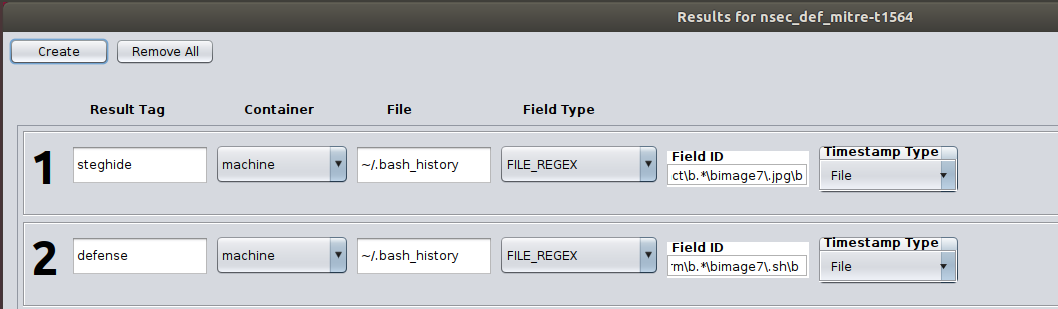 Results for nsec_def_mitre-t1564
Create Remove All
Result Tag Container File Field Type
1 steghide machine ~/.bash_history FILE_REGEX Field ID ct\b.*\bimage7\.jpg\b Timestamp Type File
2 defense machine ~/.bash_history FILE_REGEX Field ID rm\b.*\bimage7\.sh\b Timestamp Type File